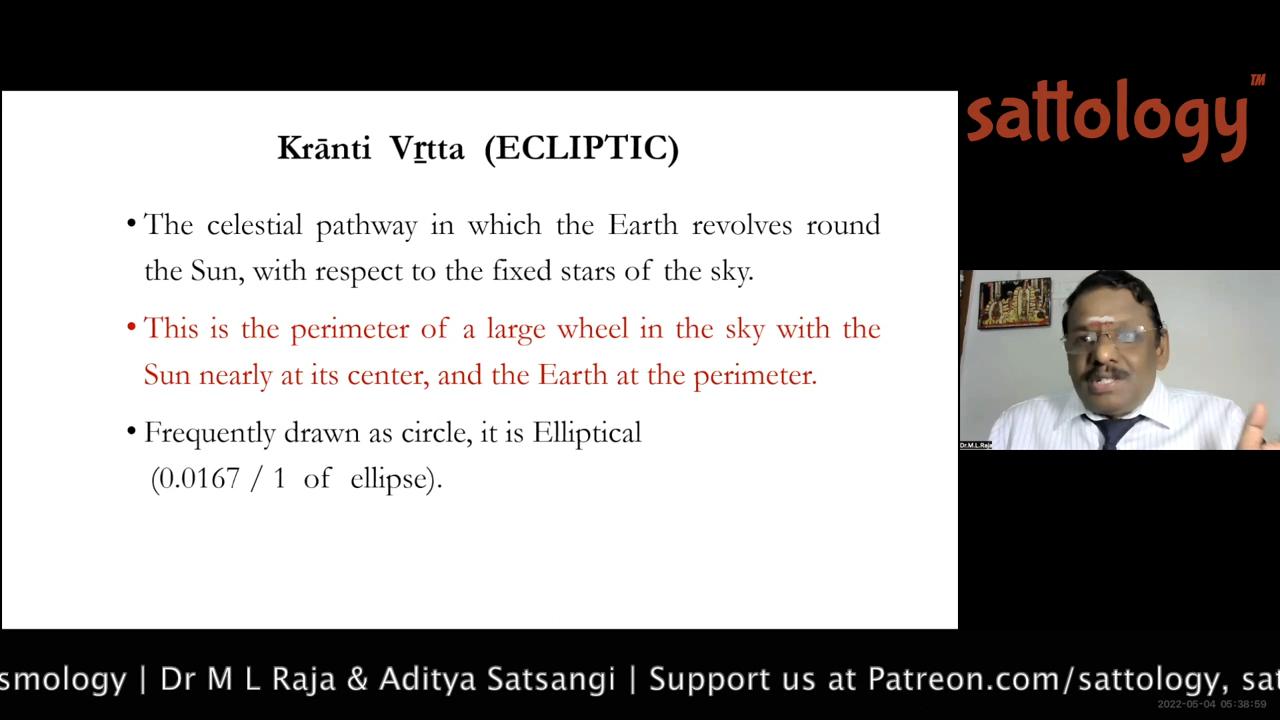 Krānti Vṟtta (ECLIPTIC)
• The celestial pathway in which the Earth revolves round
the Sun, with respect to the fixed stars of the sky.
• This is the perimeter of a large wheel in the sky with the
Sun nearly at its center, and the Earth at the perimeter.
• Frequently drawn as circle, it is Elliptical
(0.0167 / 1 of ellipse).
sattology™
Dr.M.L.Raja
smology | Dr M L Raja & Aditya Satsangi | Support us at Patreon.com/sattology, sat
2022-05-04 05:38:59